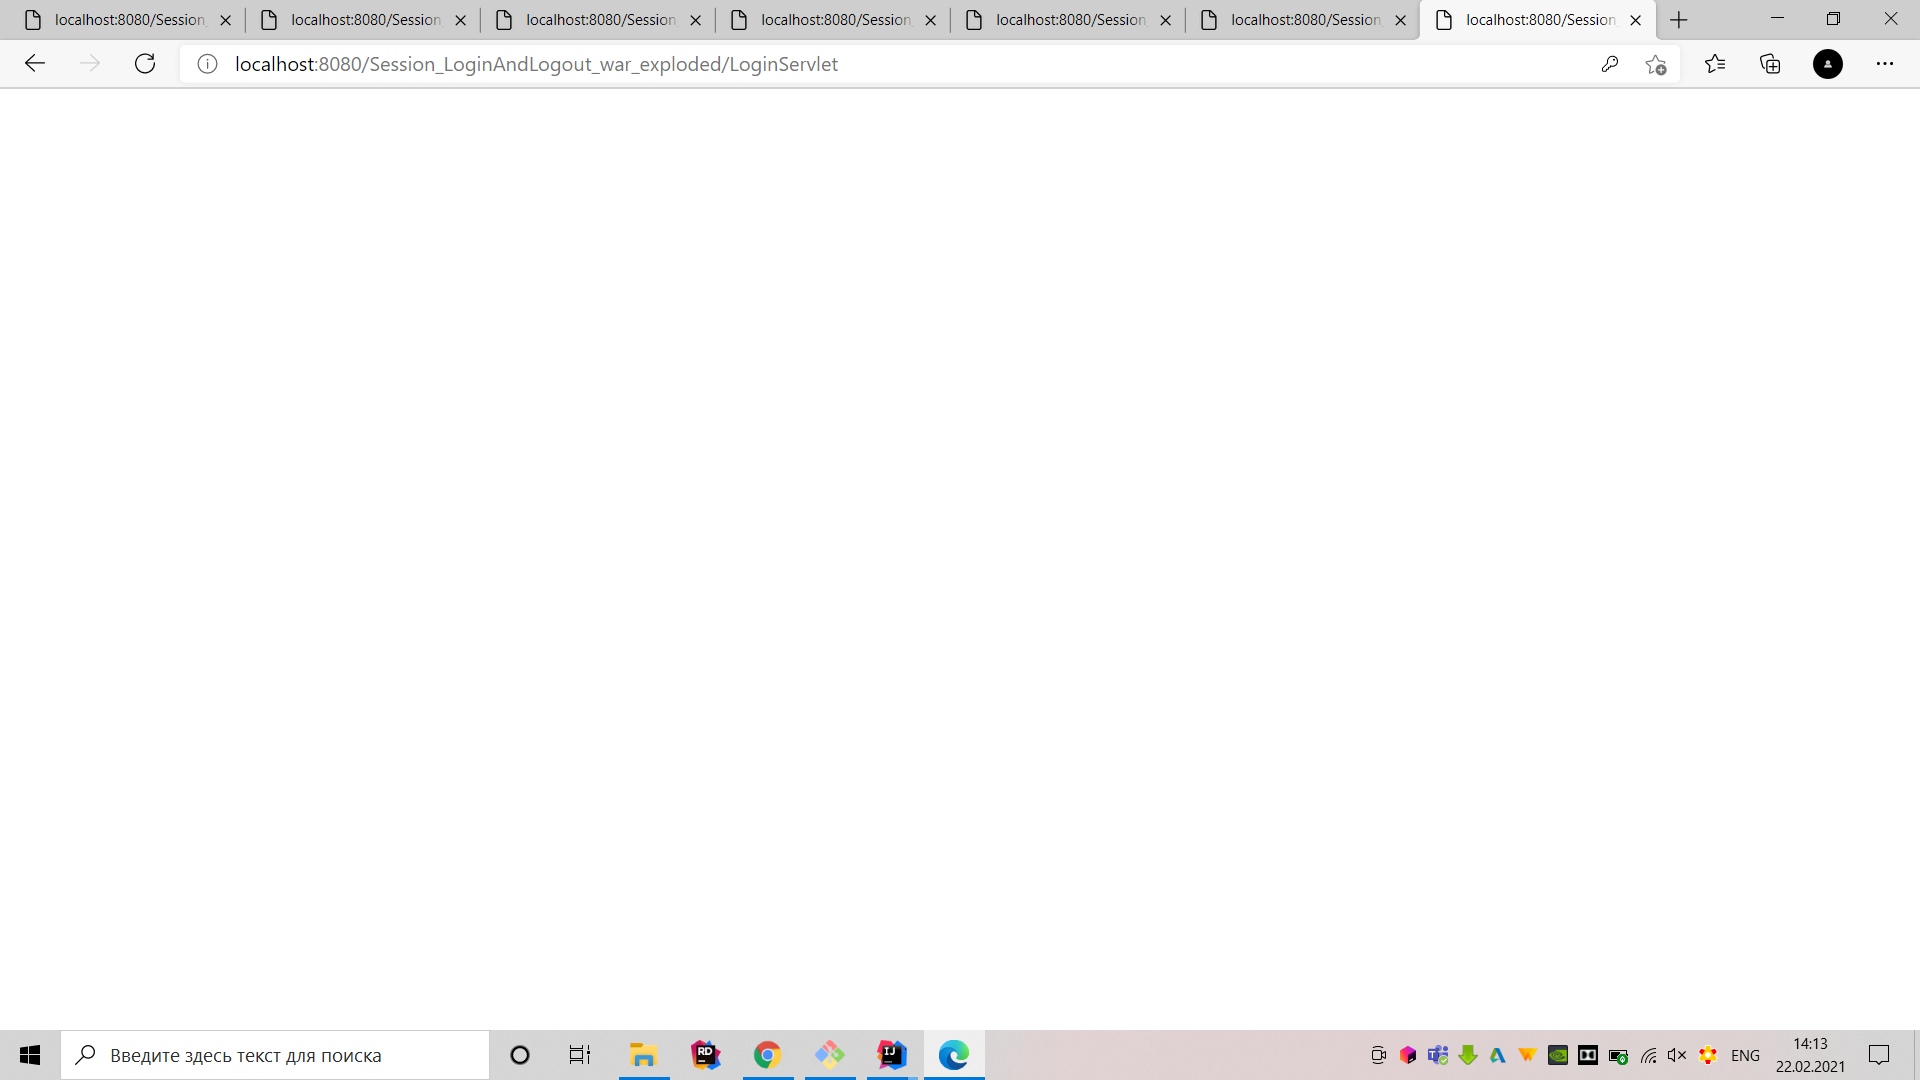 localhost:8080/Session localhost:8080/Session localhost:8080/Session localhost:8080/Session localhost:8080/Session localhost:8080/Session localhost:8080/Session
localhost:8080/Session_LoginAndLogout_war_exploded/LoginServlet
Введите здесь текст для поиска
RD
IJ
ENG
14:13
22.02.2021